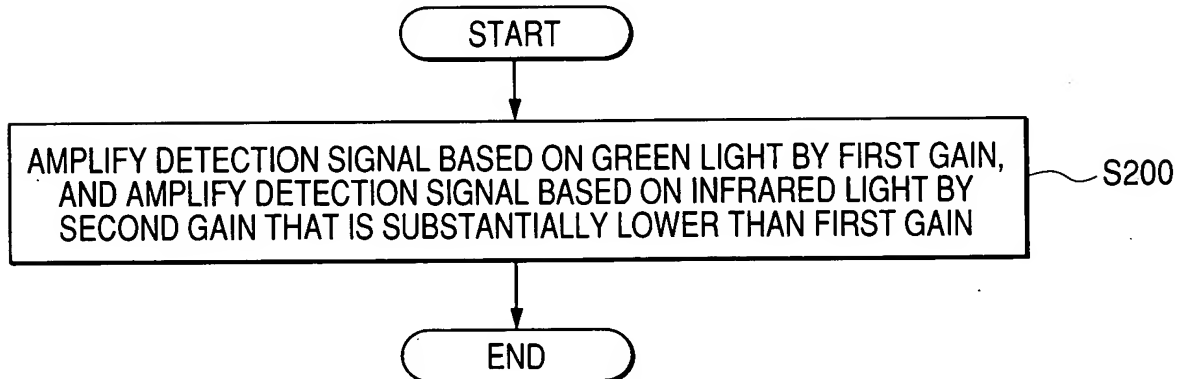 START
AMPLIFY DETECTION SIGNAL BASED ON GREEN LIGHT BY FIRST GAIN,
AND AMPLIFY DETECTION SIGNAL BASED ON INFRARED LIGHT BY
SECOND GAIN THAT IS SUBSTANTIALLY LOWER THAN FIRST GAIN
S200
END